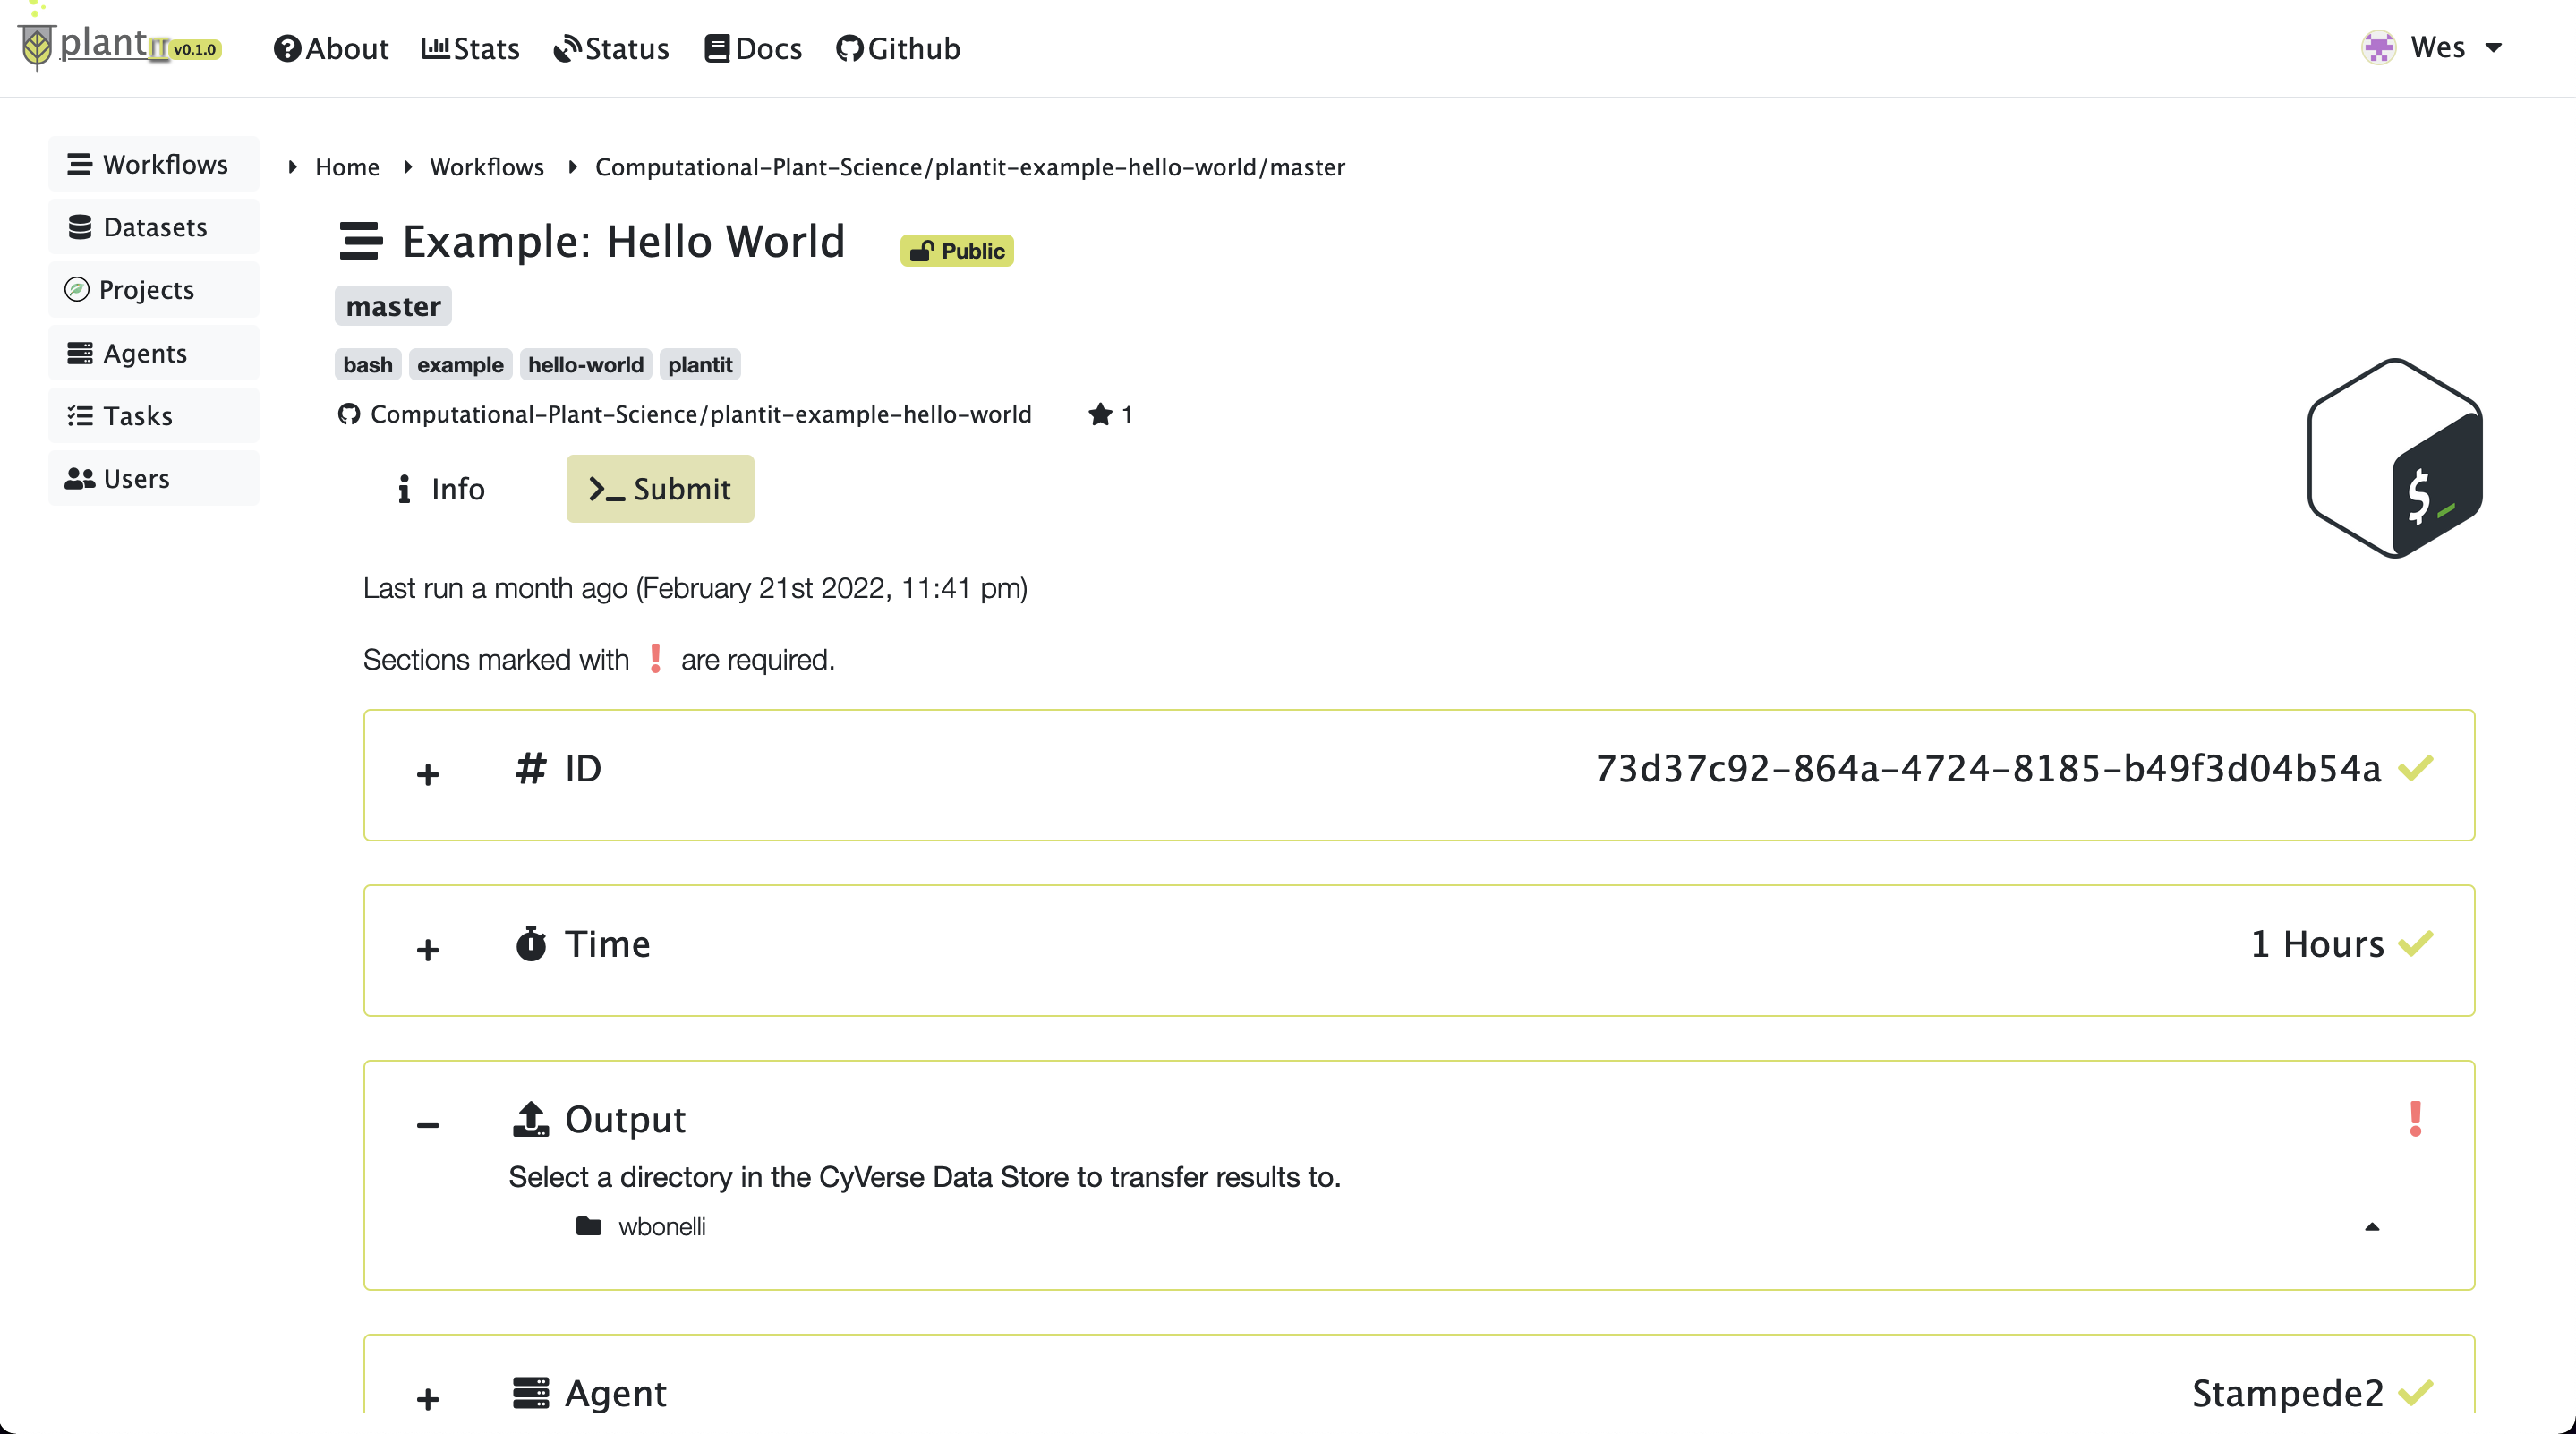 plantIT v0.1.0
About Stats Status Docs Github
Wes
Workflows
Datasets
Projects
Agents
Tasks
Users
Home Workflows Computational-Plant-Science/plantit-example-hello-world/master
Example: Hello World Public
master
bash example hello-world plantit
Computational-Plant-Science/plantit-example-hello-world 1
Info Submit
$_
Last run a month ago (February 21st 2022, 11:41 pm)
Sections marked with ! are required.
+ # ID 73d37c92-864a-4724-8185-b49f3d04b54a
+ Time 1 Hours
− Output !
Select a directory in the CyVerse Data Store to transfer results to.
wbonelli
+ Agent Stampede2